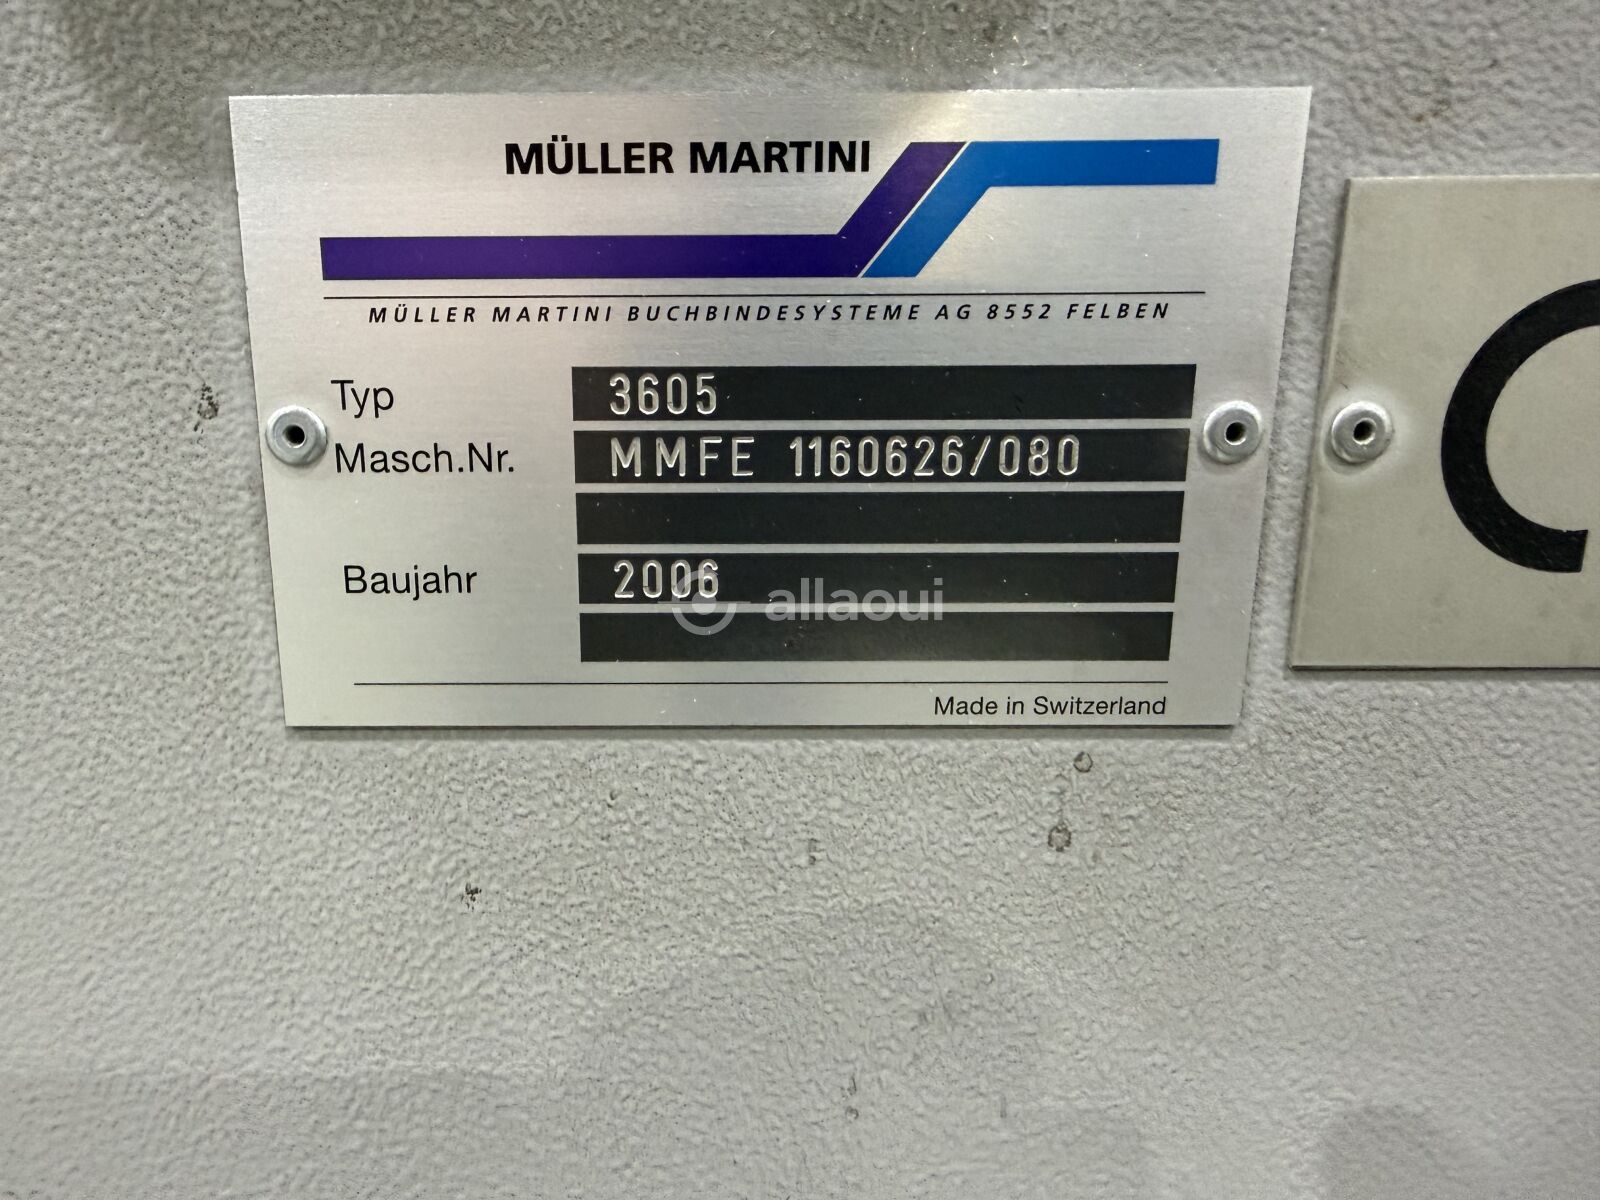 MÜLLER MARTINI
MÜLLER MARTINI BUCHBINDESYSTEME AG 8552 FELBEN
Typ 3605
Masch.Nr. MMFE 1160626/080
Baujahr 2006
allaoui
Made in Switzerland